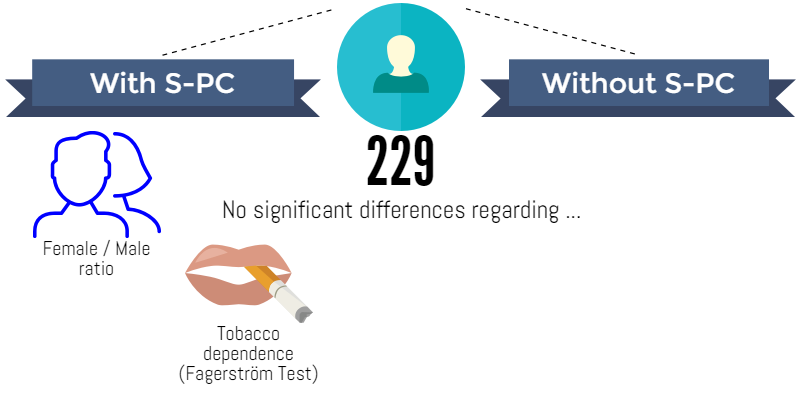 With S-PC
Without S-PC
229
No significant differences regarding ...
Female / Male
ratio
Tobacco
dependence
(Fagerström Test)